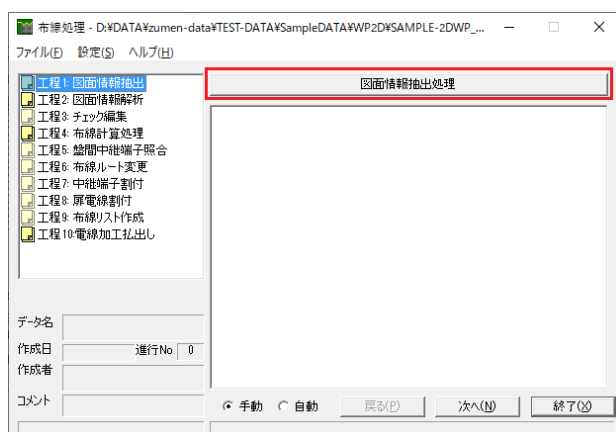 布線処理 - D:¥DATA¥zumen-data¥TEST-DATA¥SampleDATA¥WP2D¥SAMPLE-2DWP_...
ファイル(F) 設定(S) ヘルプ(H)
工程1: 図面情報抽出
工程2: 図面情報解析
工程3: チェック編集
工程4: 布線計算処理
工程5: 盤間中継端子照合
工程6: 布線ルート変更
工程7: 中継端子割付
工程8: 扉電線割付
工程9: 布線リスト作成
工程10:電線加工払出し
図面情報抽出処理
データ名
作成日 進行No 0
作成者
コメント
手動 自動 戻る(P) 次へ(N) 終了(X)